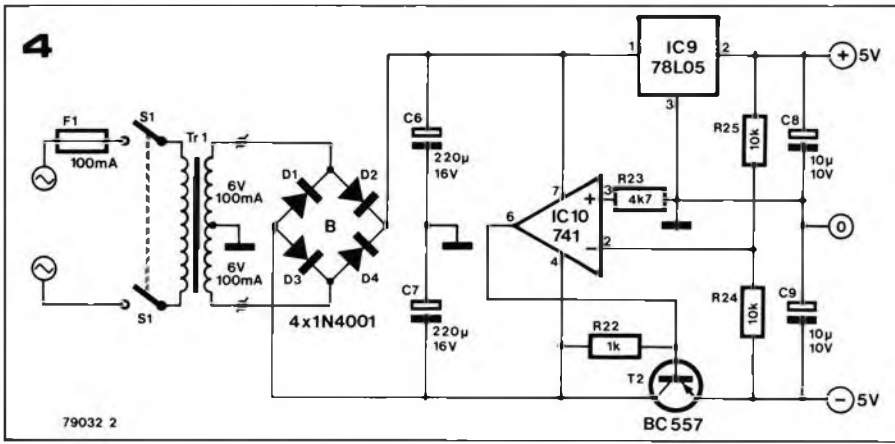 4
F1
100mA
S1
S1
Tr 1
6V
100mA
6V
100mA
D1
D2
B
D3
D4
4x1N4001
C6
220µ
16V
C7
220µ
16V
1
IC9
78L05
2
3
7
6
IC10
741
4
+
3
−
2
R23
4k7
R22
1k
T2
BC557
R25
10k
R24
10k
C8
10µ
10V
C9
10µ
10V
+ 5V
0
− 5V
79032 2